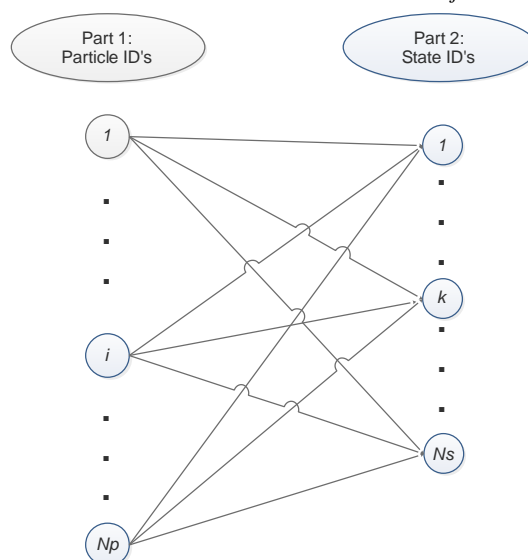 Part 1:
Particle ID's
Part 2:
State ID's
1
1
k
i
Ns
Np